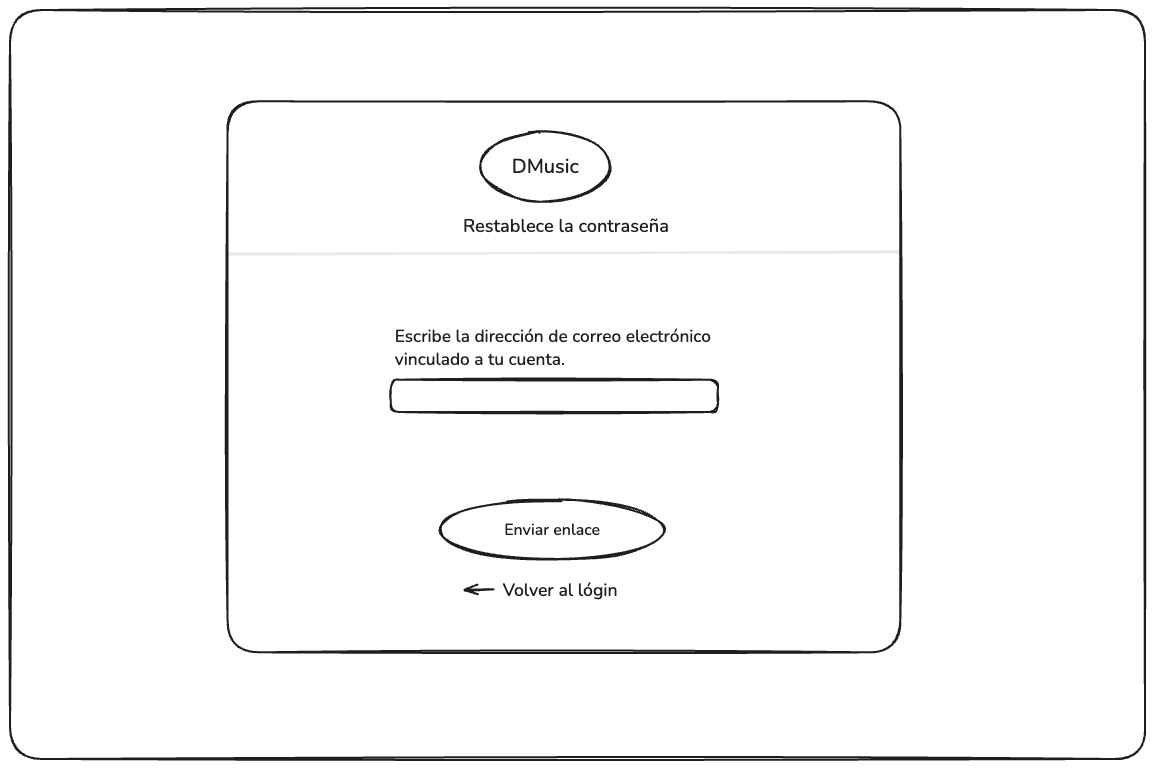 DMusic
Restablece la contraseña
Escribe la dirección de correo electrónico
vinculado a tu cuenta.
Enviar enlace
Volver al lógin